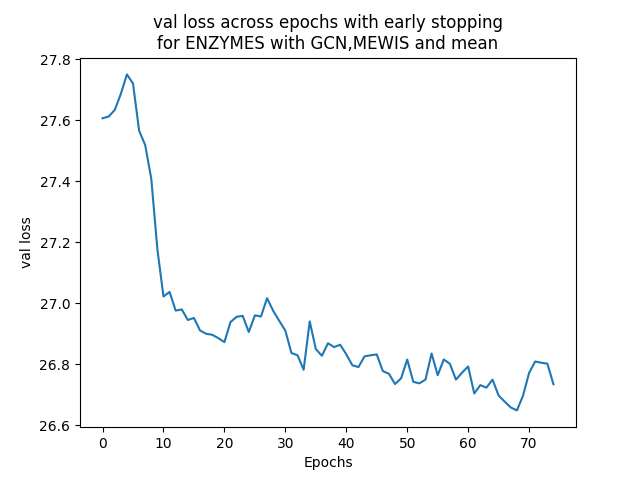 val loss across epochs with early stopping
for ENZYMES with GCN,MEWIS and mean
27.8
27.6
27.4
27.2
27.0
26.8
26.6
val loss
0 10 20 30 40 50 60 70
Epochs